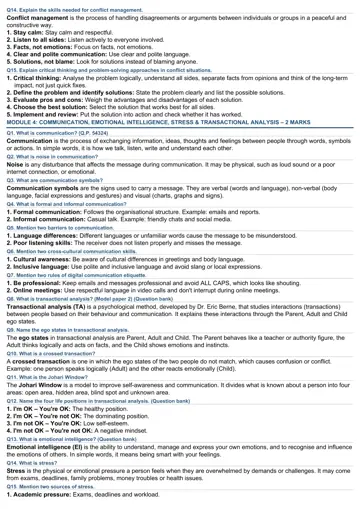 Q14. Explain the skills needed for conflict management.
Conflict management is the process of handling disagreements or arguments between individuals or groups in a peaceful and
constructive way.
1. Stay calm: Stay calm and respectful.
2. Listen to all sides: Listen actively to everyone involved.
3. Facts, not emotions: Focus on facts, not emotions.
4. Clear and polite communication: Use clear and polite language.
5. Solutions, not blame: Look for solutions instead of blaming.
Q15. Explain critical thinking and problem-solving approaches in conflict situations.
1. Critical thinking: Analyse the problem logically, understand all sides, separate facts from opinions and think of the long-term
impact, not just quick fixes.
2. Define the problem and identify solutions: State the problem clearly and list the possible solutions.
3. Evaluate pros and cons: Weigh the advantages and disadvantages of each solution.
4. Choose the best solution: Select the solution that works best for all sides.
5. Implement and review: Put the solution into action and check whether it has worked.
MODULE 4: COMMUNICATION, EMOTIONAL INTELLIGENCE, STRESS & TRANSACTIONAL ANALYSIS – 2 MARKS
Q1. What is communication? (Q.P, 54324)
Communication is the process of exchanging information, ideas, thoughts and feelings between people through words, symbols
or actions. In simple words, it is how we talk, listen, write and understand each other.
Q2. What is noise in communication?
Noise is any disturbance that affects the message during communication. It may be physical, such as loud sound or a poor
internet connection, or emotional.
Q3. What are communication symbols?
Communication symbols are the signs used to carry a message. They are verbal (words and language), non-verbal (body
language, facial expressions and gestures) and visual (charts, graphs and signs).
Q4. What is formal and informal communication?
1. Formal communication: Follows the organisational structure. Example: emails and reports.
2. Informal communication: Casual talk. Example: friendly chats and social media.
Q5. Mention two barriers to communication.
1. Language differences: Different languages or unfamiliar words cause the message to be misunderstood.
2. Poor listening skills: The receiver does not listen properly and misses the message.
Q6. Mention two cross-cultural communication skills.
1. Cultural awareness: Be aware of cultural differences in greetings and body language.
2. Inclusive language: Use polite and inclusive language and avoid slang or local expressions.
Q7. Mention two rules of digital communication etiquette.
1. Be professional: Keep emails and messages professional and avoid ALL CAPS, which looks like shouting.
2. Online meetings: Use respectful language in video calls and don't interrupt during online meetings.
Q8. What is transactional analysis? (Model paper 2) (Question bank)
Transactional analysis (TA) is a psychological method, developed by Dr. Eric Berne, that studies interactions (transactions)
between people based on their behaviour and communication. It explains these interactions through the Parent, Adult and Child
ego states.
Q9. Name the ego states in transactional analysis.
The ego states in transactional analysis are Parent, Adult and Child. The Parent behaves like a teacher or authority figure, the
Adult thinks logically and acts on facts, and the Child shows emotions and instincts.
Q10. What is a crossed transaction?
A crossed transaction is one in which the ego states of the two people do not match, which causes confusion or conflict.
Example: one person speaks logically (Adult) and the other reacts emotionally (Child).
Q11. What is the Johari Window?
The Johari Window is a model to improve self-awareness and communication. It divides what is known about a person into four
areas: open area, hidden area, blind spot and unknown area.
Q12. Name the four life positions in transactional analysis. (Question bank)
1. I'm OK – You're OK: The healthy position.
2. I'm OK – You're not OK: The dominating position.
3. I'm not OK – You're OK: Low self-esteem.
4. I'm not OK – You're not OK: A negative mindset.
Q13. What is emotional intelligence? (Question bank)
Emotional intelligence (EI) is the ability to understand, manage and express your own emotions, and to recognise and influence
the emotions of others. In simple words, it means being smart with your feelings.
Q14. What is stress?
Stress is the physical or emotional pressure a person feels when they are overwhelmed by demands or challenges. It may come
from exams, deadlines, family problems, money troubles or health issues.
Q15. Mention two sources of stress.
1. Academic pressure: Exams, deadlines and workload.